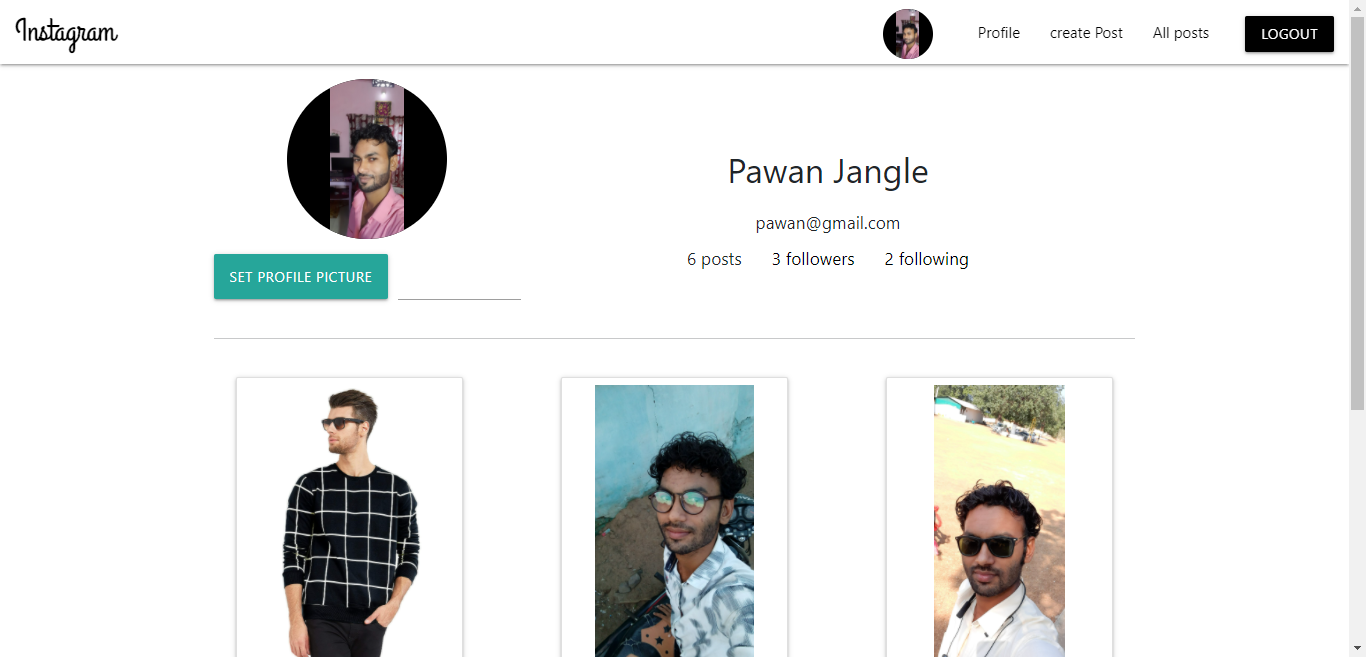 Instagram
Profile create Post All posts LOGOUT
Pawan Jangle
pawan@gmail.com
6 posts 3 followers 2 following
SET PROFILE PICTURE